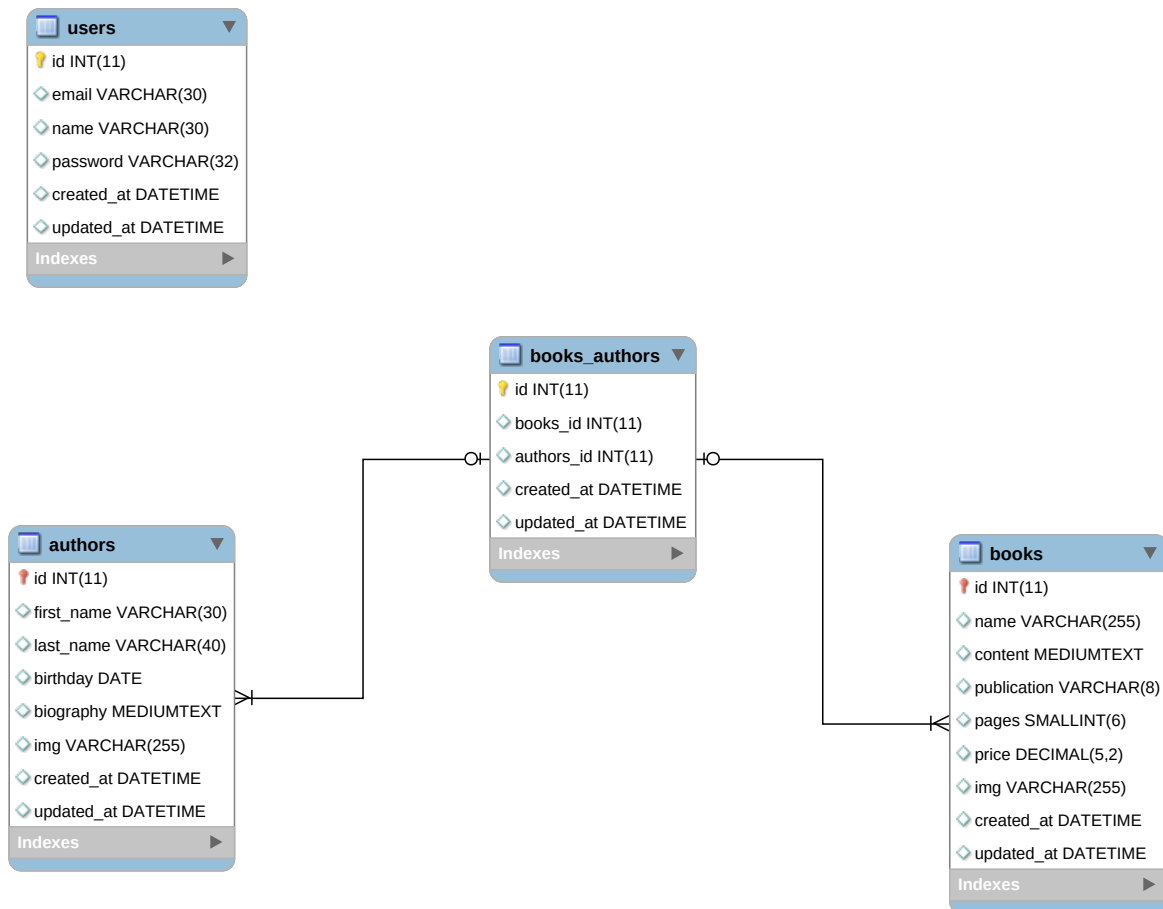 users
id INT(11)
email VARCHAR(30)
name VARCHAR(30)
password VARCHAR(32)
created_at DATETIME
updated_at DATETIME
Indexes
books_authors
id INT(11)
books_id INT(11)
authors_id INT(11)
created_at DATETIME
updated_at DATETIME
Indexes
authors
id INT(11)
first_name VARCHAR(30)
last_name VARCHAR(40)
birthday DATE
biography MEDIUMTEXT
img VARCHAR(255)
created_at DATETIME
updated_at DATETIME
Indexes
books
id INT(11)
name VARCHAR(255)
content MEDIUMTEXT
publication VARCHAR(8)
pages SMALLINT(6)
price DECIMAL(5,2)
img VARCHAR(255)
created_at DATETIME
updated_at DATETIME
Indexes